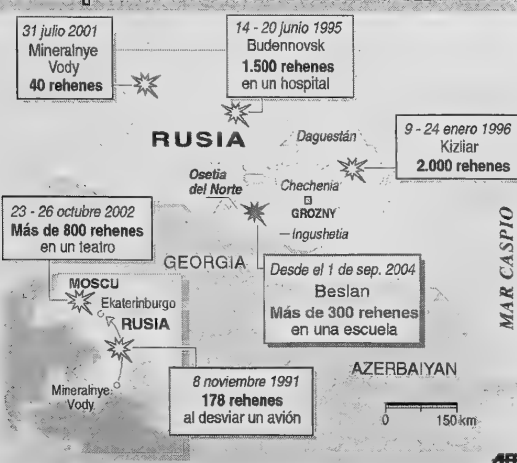 31 julio 2001
Mineralnye
Vody
40 rehenes
14 - 20 junio 1995
Budennovsk
1.500 rehenes
en un hospital
9 - 24 enero 1996
Kizliar
2.000 rehenes
RUSIA
Daguestán
Osetia
del Norte
Chechenia
GROZNY
Ingushetia
23 - 26 octubre 2002
Más de 800 rehenes
en un teatro
GEORGIA
Desde el 1 de sep. 2004
Beslan
Más de 300 rehenes
en una escuela
MAR CASPIO
MOSCU
Ekaterinburgo
RUSIA
Mineralnye
Vody
8 noviembre 1991
178 rehenes
al desviar un avión
AZERBAIYAN
0 150 km
AFP